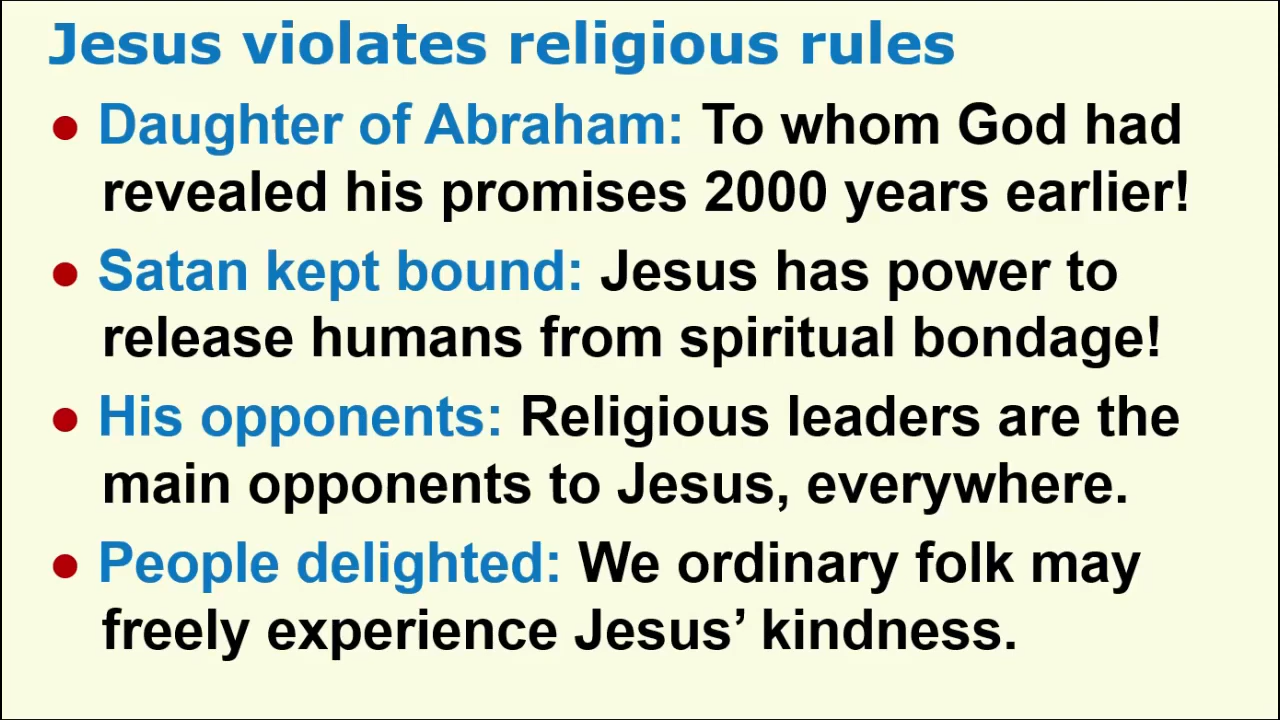 Jesus violates religious rules
● Daughter of Abraham: To whom God had
revealed his promises 2000 years earlier!
● Satan kept bound: Jesus has power to
release humans from spiritual bondage!
● His opponents: Religious leaders are the
main opponents to Jesus, everywhere.
● People delighted: We ordinary folk may
freely experience Jesus’ kindness.